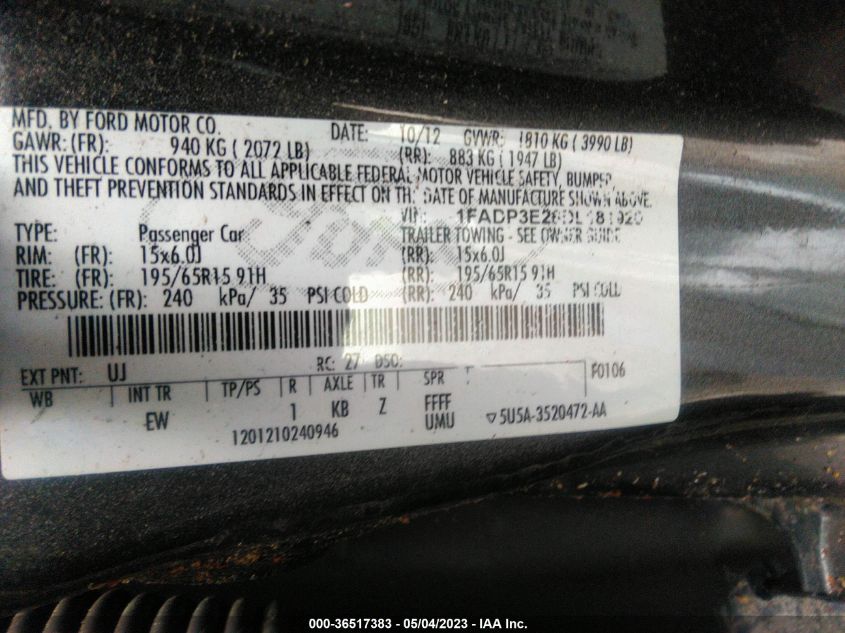 MFD. BY FORD MOTOR CO. DATE: 10/12 GVWR: 1810 KG ( 3990 LB)
GAWR: (FR): 940 KG ( 2072 LB) (RR): 883 KG ( 1947 LB)
THIS VEHICLE CONFORMS TO ALL APPLICABLE FEDERAL MOTOR VEHICLE SAFETY, BUMPER,
AND THEFT PREVENTION STANDARDS IN EFFECT ON THE DATE OF MANUFACTURE SHOWN ABOVE.
VIN:
TYPE: Passenger Car TRAILER TOWING - SEE OWNER GUIDE
RIM: (FR): 15x6.0J (RR): 15x6.0J
TIRE: (FR): 195/65R15 91H (RR): 195/65R15 91H
PRESSURE: (FR): 240 kPa/ 35 PSI COLD (RR): 240 kPa/ 35 PSI COLD
EXT PNT: UJ RC: 27 DSO: F0106
WB INT TR TP/PS R AXLE TR SPR
EW 1 KB Z FFFF
UMU
1201210240946 ▽5U5A-3520472-AA
000-36517383 - 05/04/2023 - IAA Inc.